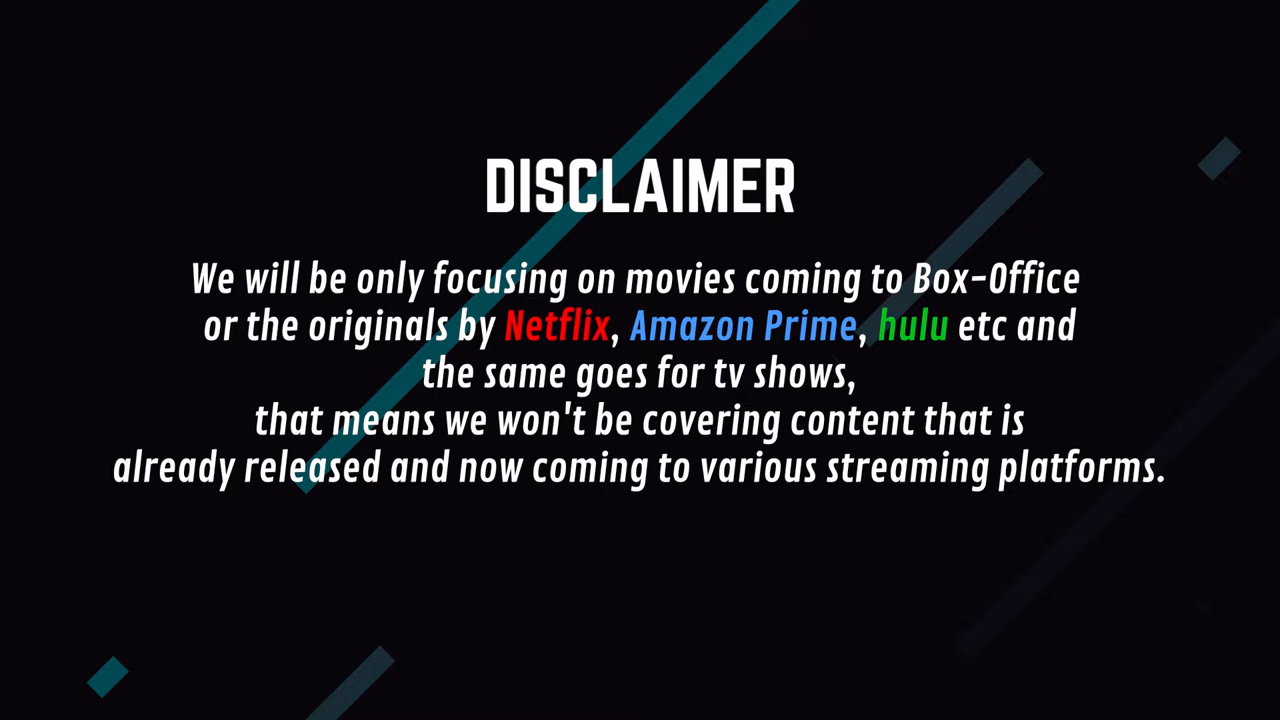 DISCLAIMER
We will be only focusing on movies coming to Box-Office
or the originals by Netflix, Amazon Prime, hulu etc and
the same goes for tv shows,
that means we won't be covering content that is
already released and now coming to various streaming platforms.